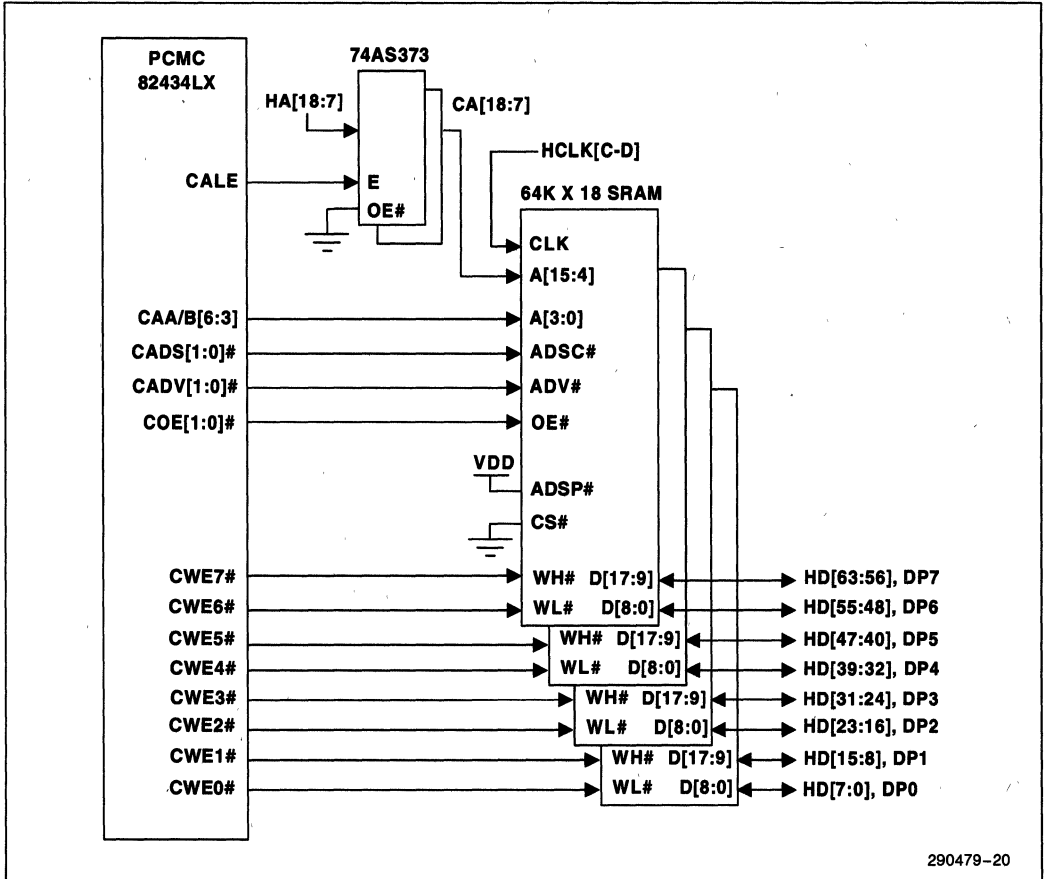 PCMC
82434LX
74AS373
HA[18:7]
CA[18:7]
HCLK[C-D]
CALE
E
OE#
64K X 18 SRAM
CLK
A[15:4]
CAA/B[6:3]
A[3:0]
CADS[1:0]#
ADSC#
CADV[1:0]#
ADV#
COE[1:0]#
OE#
VDD
ADSP#
CS#
CWE7# WH# D[17:9] HD[63:56], DP7
CWE6# WL# D[8:0] HD[55:48], DP6
CWE5# WH# D[17:9] HD[47:40], DP5
CWE4# WL# D[8:0] HD[39:32], DP4
CWE3# WH# D[17:9] HD[31:24], DP3
CWE2# WL# D[8:0] HD[23:16], DP2
CWE1# WH# D[17:9] HD[15:8], DP1
CWE0# WL# D[8:0] HD[7:0], DP0
290479–20